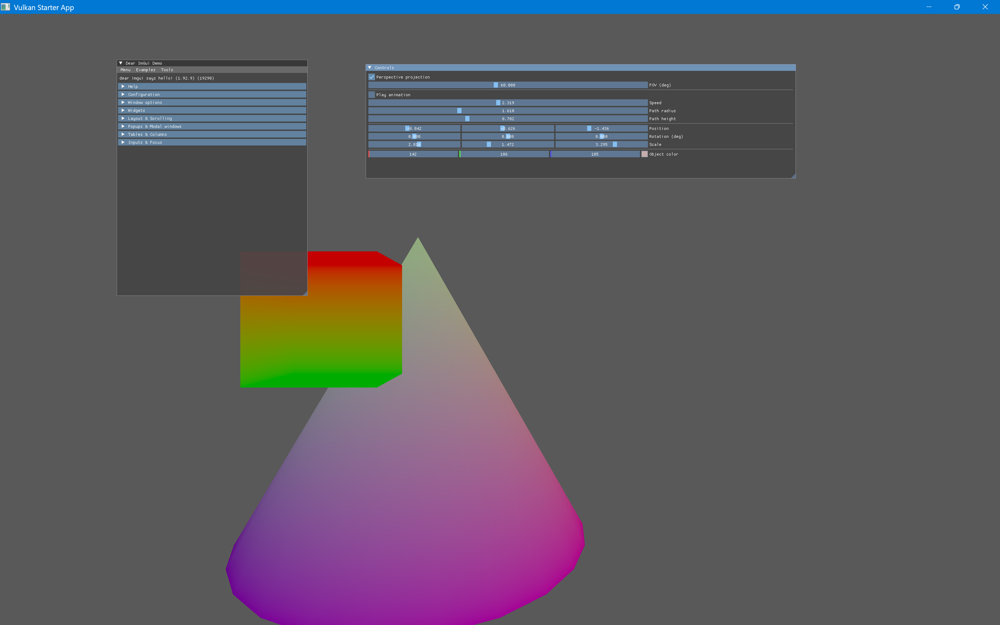 Vulkan Starter App
Dear ImGui Demo
Menu Examples Tools
dear imgui says hello! (1.92.9) (19290)
Help
Configuration
Window options
Widgets
Layout & Scrolling
Popups & Modal windows
Tables & Columns
Inputs & Focus
Controls
Perspective projection
60.000 FOV (deg)
Play animation
2.319 Speed
1.610 Path radius
0.702 Path height
-0.842 -0.626 -1.436 Position
0.000 0.000 0.000 Rotation (deg)
2.816 1.472 3.295 Scale
142 106 105 Object color